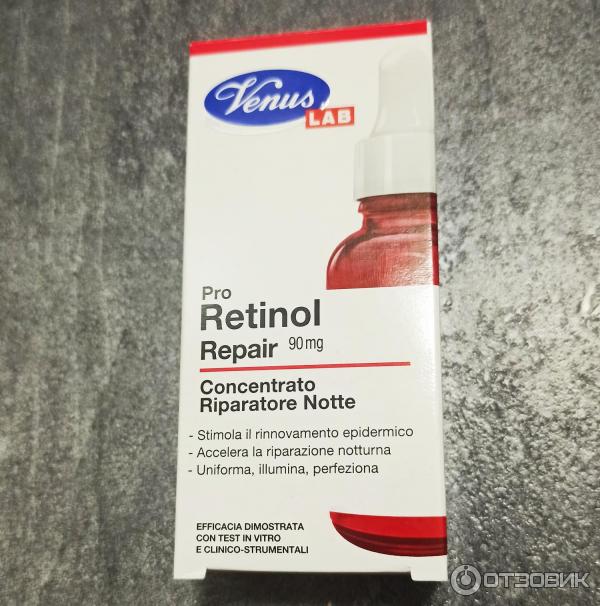 Venus
LAB
Pro
Retinol
Repair 90mg
Concentrato
Riparatore Notte
- Stimola il rinnovamento epidermico
- Accelera la riparazione notturna
- Uniforma, illumina, perfeziona
EFFICACIA DIMOSTRATA
CON TEST IN VITRO
E CLINICO-STRUMENTALI
ОТЗОВИК